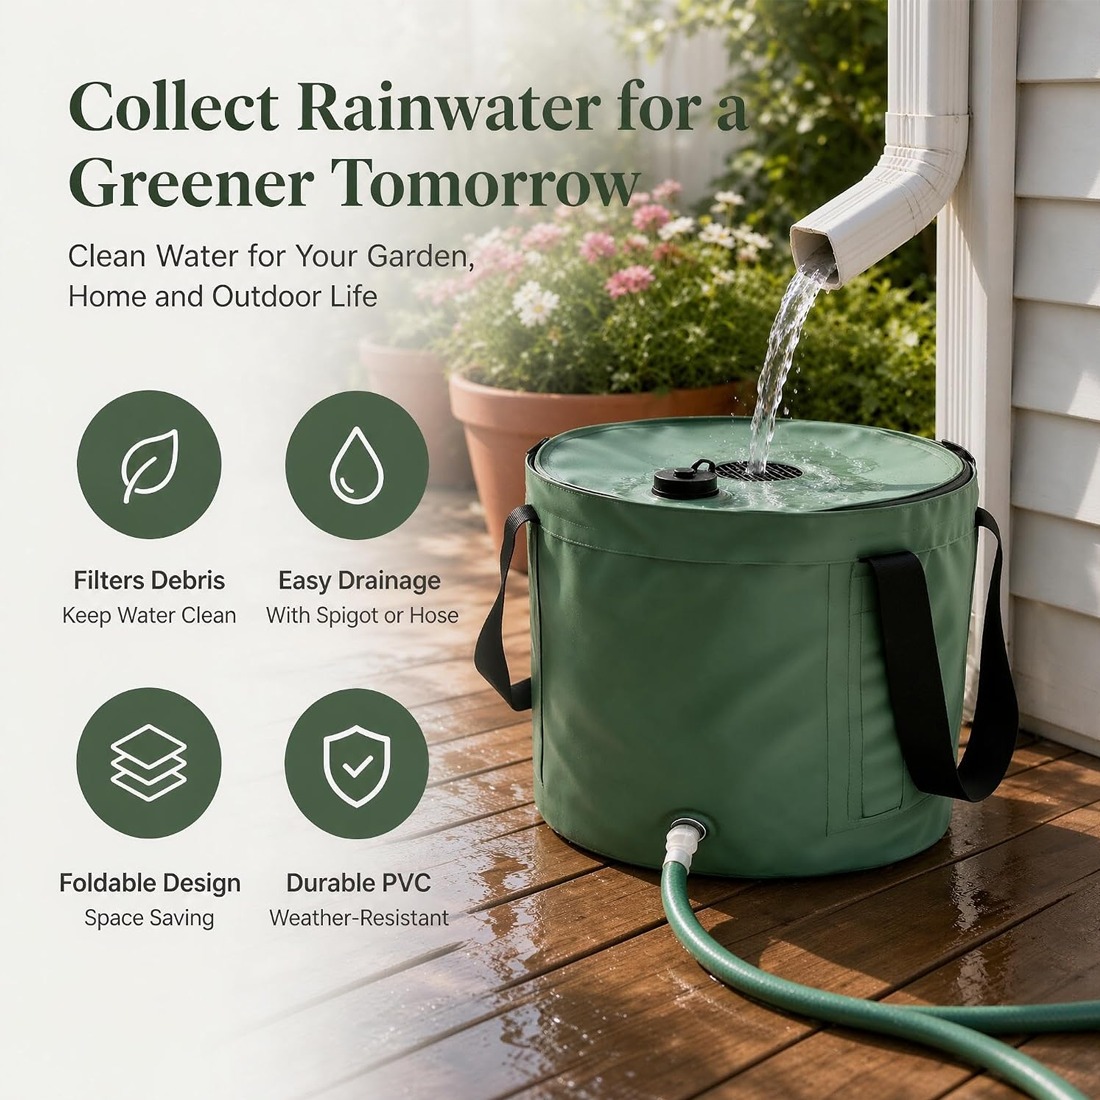 Collect Rainwater for a
Greener Tomorrow
Clean Water for Your Garden,
Home and Outdoor Life
Filters Debris
Keep Water Clean
Easy Drainage
With Spigot or Hose
Foldable Design
Space Saving
Durable PVC
Weather-Resistant